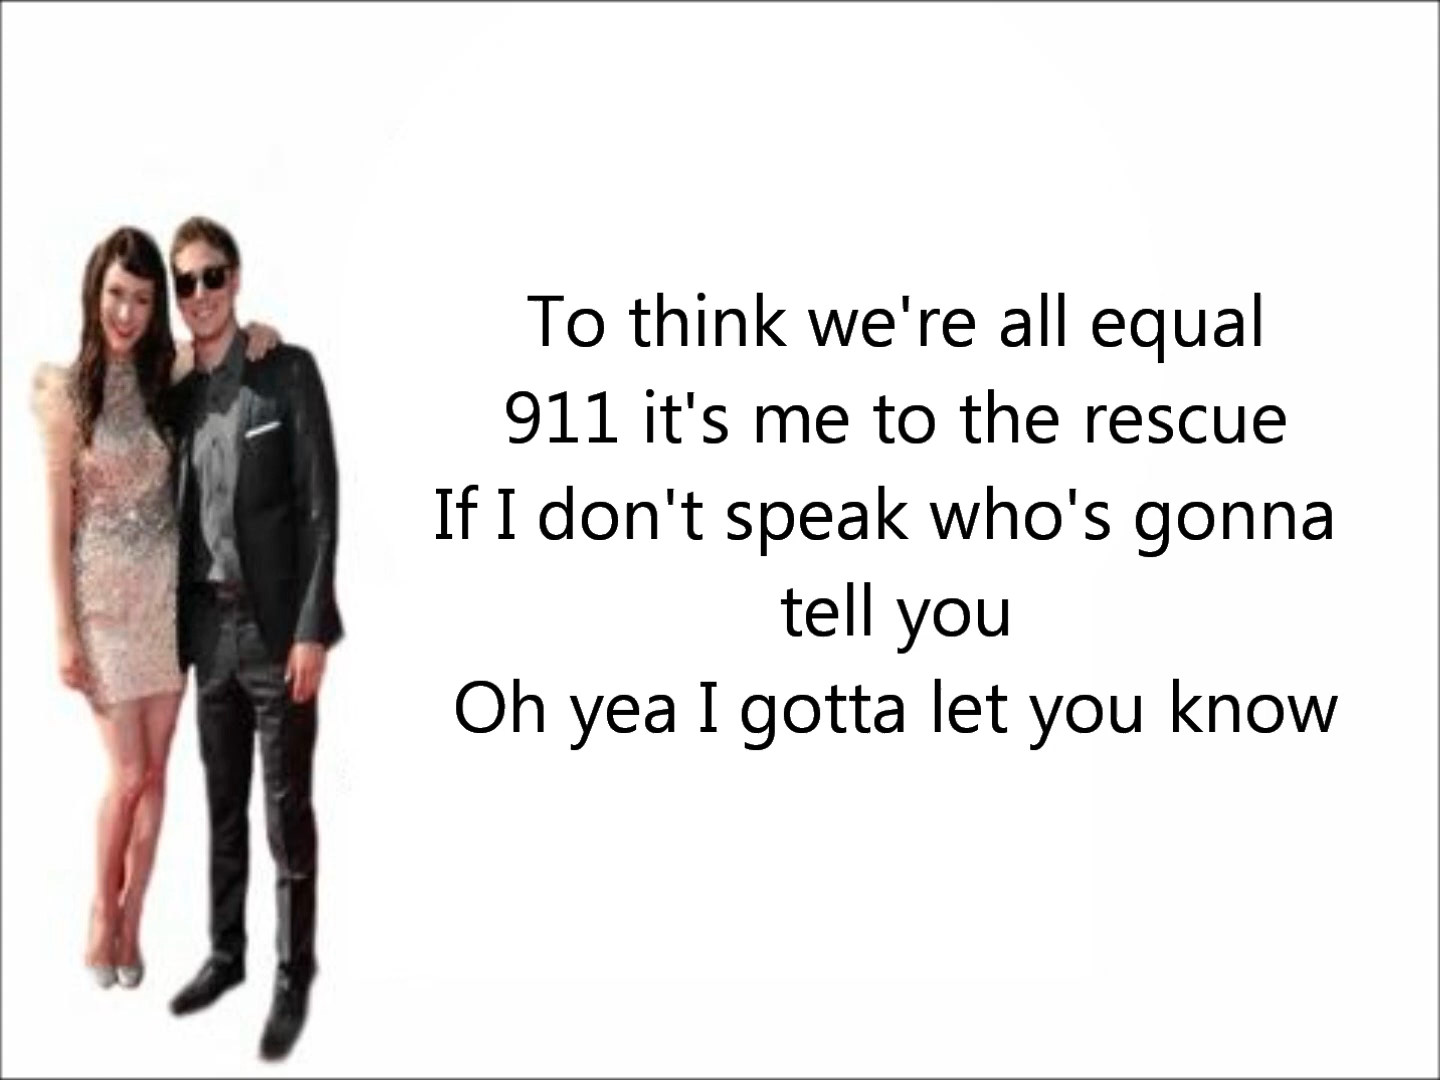 To think we're all equal
911 it's me to the rescue
If I don't speak who's gonna
tell you
Oh yea I gotta let you know